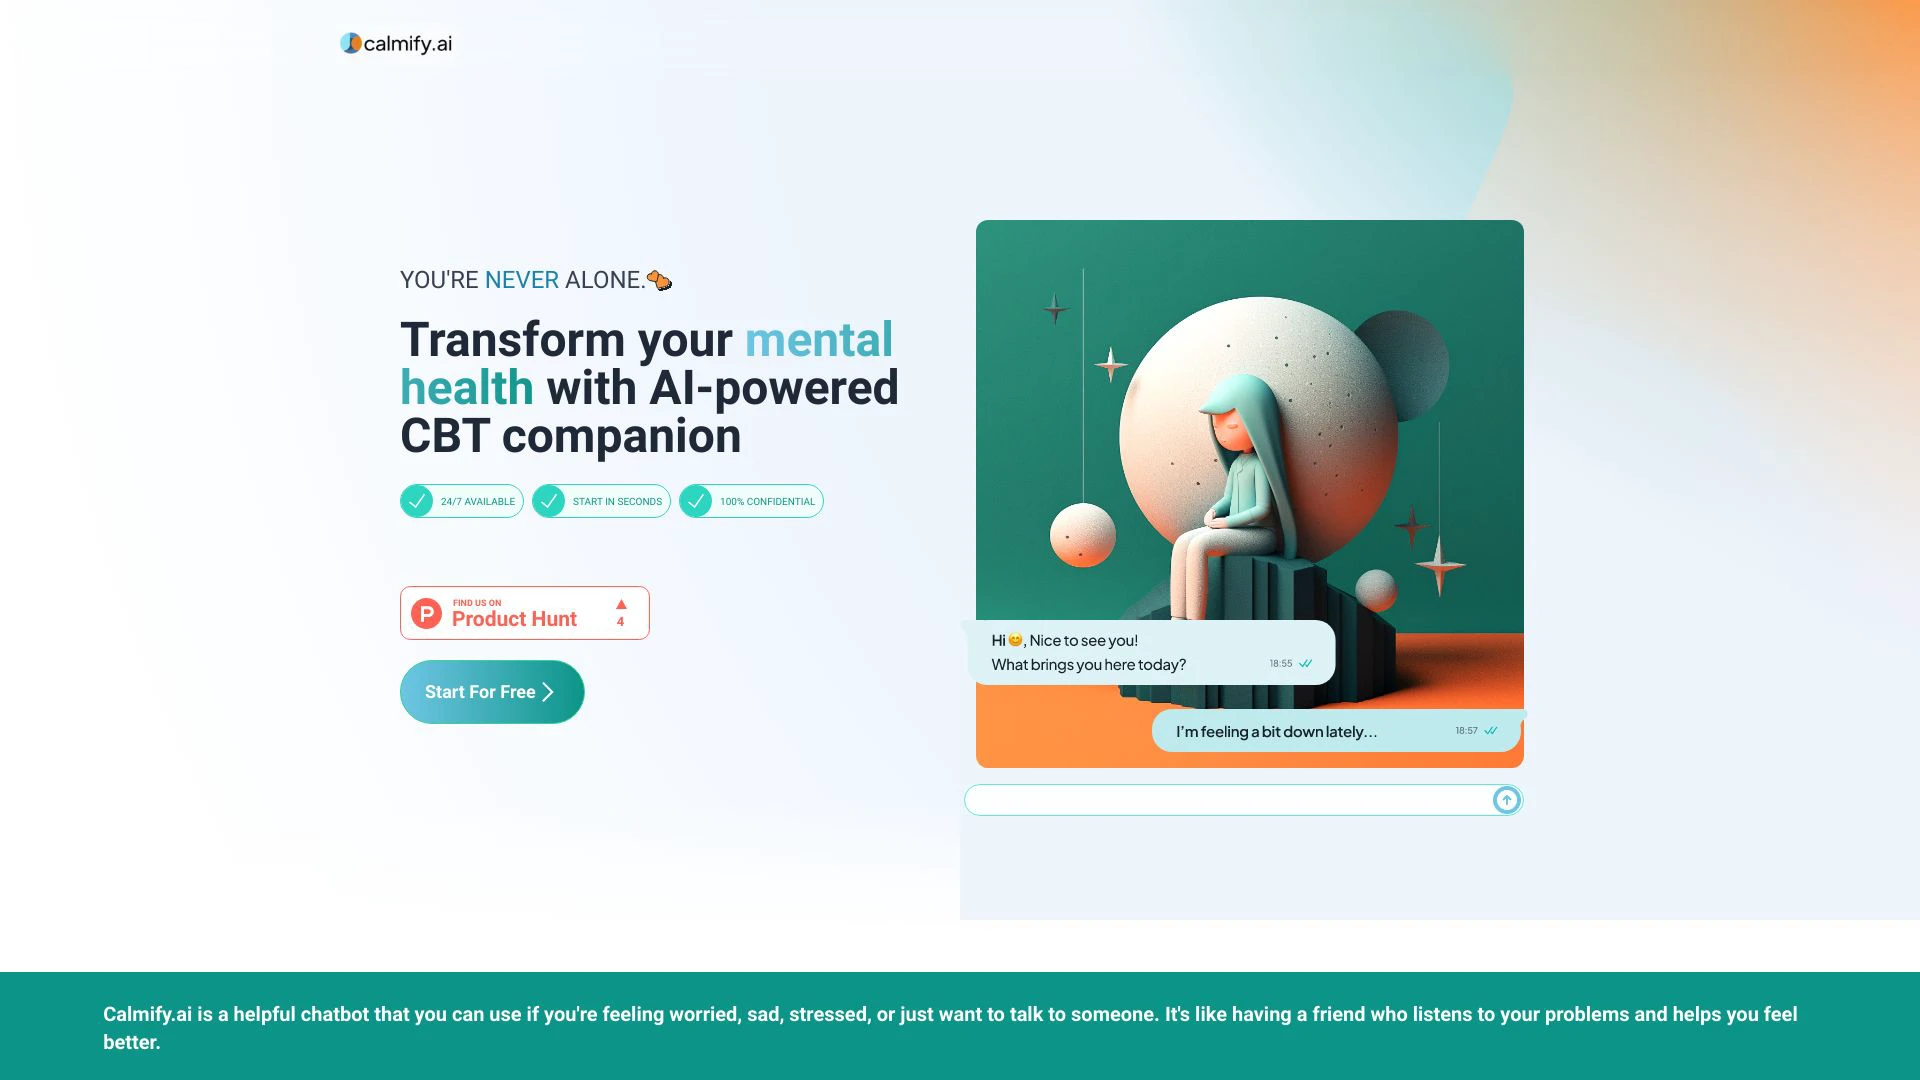 calmify.ai
YOU'RE NEVER ALONE.
Transform your mental
health with AI-powered
CBT companion
24/7 AVAILABLE
START IN SECONDS
100% CONFIDENTIAL
FIND US ON
Product Hunt
4
Start For Free
Hi 😊, Nice to see you!
What brings you here today?
18:55
I'm feeling a bit down lately...
18:57
Calmify.ai is a helpful chatbot that you can use if you're feeling worried, sad, stressed, or just want to talk to someone. It's like having a friend who listens to your problems and helps you feel
better.